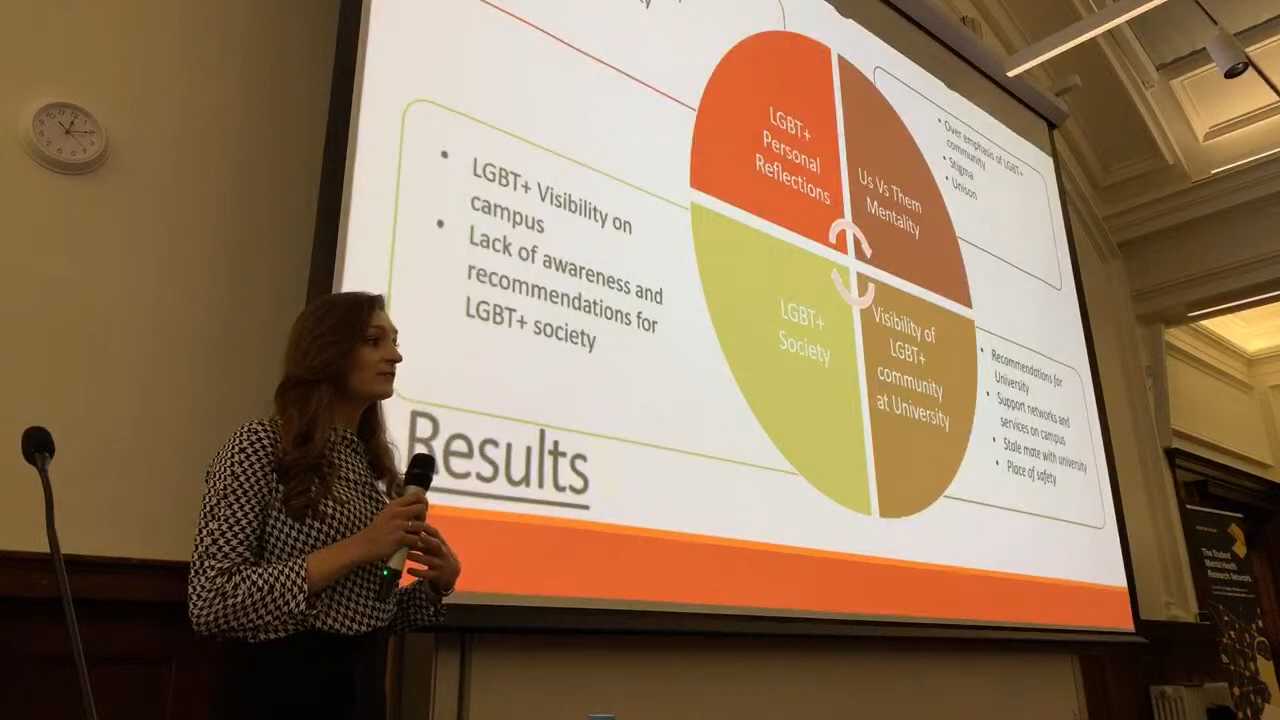 LGBT+
Personal
Reflections
Us Vs Them
Mentality
• Over emphasis of LGBT+
community
• Stigma
• Unison
• LGBT+ Visibility on
campus
• Lack of awareness and
recommendations for
LGBT+ society
LGBT+
Society
Visibility of
LGBT+
community
at University
• Recommendations for
University
• Support networks and
services on campus
• Stale mate with university
• Place of safety
Results
The Student
Mental Health
Research Network